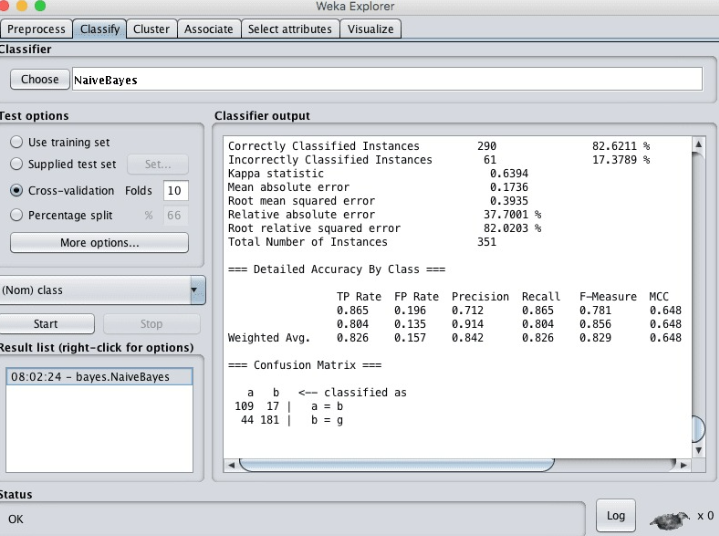 Weka Explorer
Preprocess Classify Cluster Associate Select attributes Visualize
Classifier
Choose NaiveBayes
Test options
Use training set
Supplied test set Set...
Cross-validation Folds 10
Percentage split % 66
More options...
(Nom) class
Start Stop
Result list (right-click for options)
08:02:24 - bayes.NaiveBayes
Classifier output
Correctly Classified Instances 290 82.6211 %
Incorrectly Classified Instances 61 17.3789 %
Kappa statistic 0.6394
Mean absolute error 0.1736
Root mean squared error 0.3935
Relative absolute error 37.7001 %
Root relative squared error 82.0203 %
Total Number of Instances 351
=== Detailed Accuracy By Class ===
TP Rate FP Rate Precision Recall F-Measure MCC
0.865 0.196 0.712 0.865 0.781 0.648
0.804 0.135 0.914 0.804 0.856 0.648
Weighted Avg. 0.826 0.157 0.842 0.826 0.829 0.648
=== Confusion Matrix ===
a b <-- classified as
109 17 | a = b
44 181 | b = g
Status
OK
Log x 0